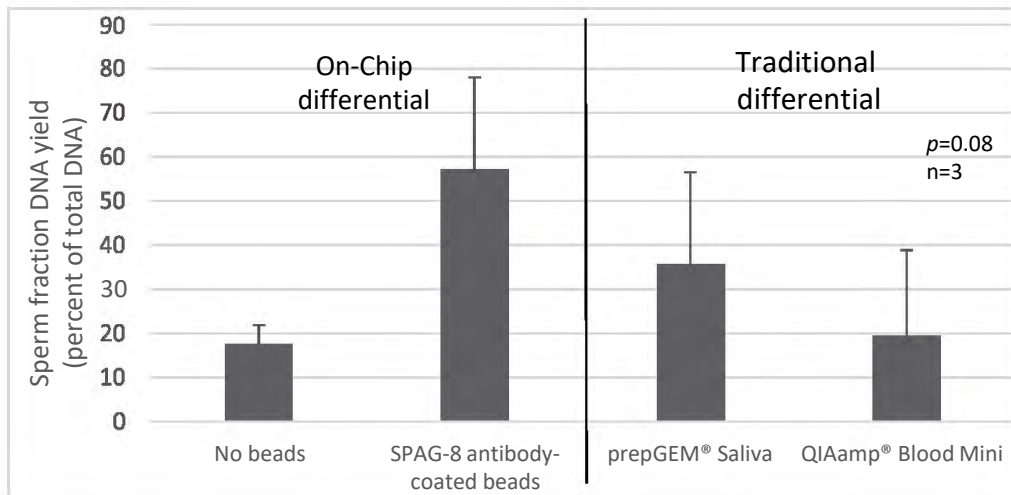 90
80
70
60
50
40
30
20
10
0
Sperm fraction DNA yield
(percent of total DNA)
On-Chip
differential
Traditional
differential
p=0.08
n=3
No beads
SPAG-8 antibody-
coated beads
prepGEM® Saliva
QIAamp® Blood Mini